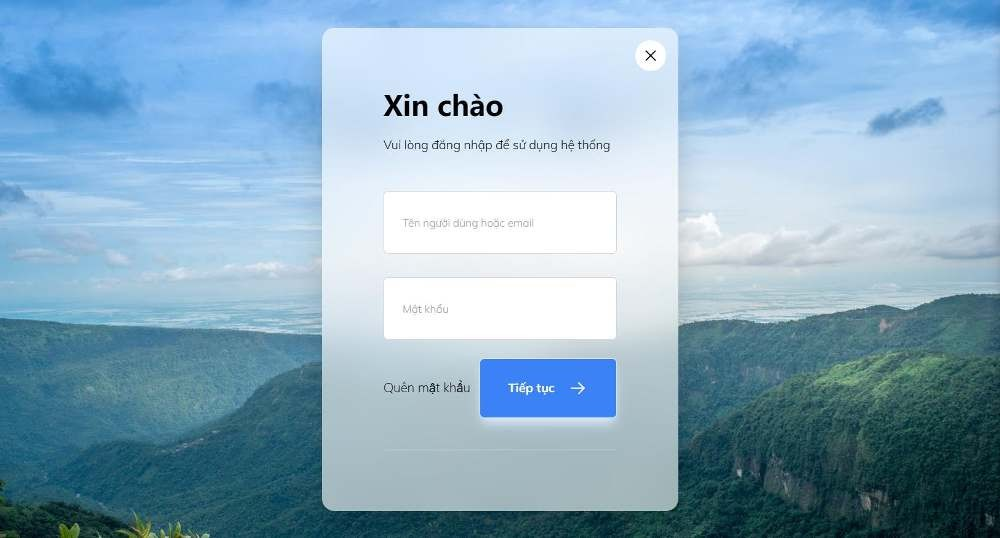 Xin chào
Vui lòng đăng nhập để sử dụng hệ thống
Tên người dùng hoặc email
Mật khẩu
Quên mật khẩu
Tiếp tục